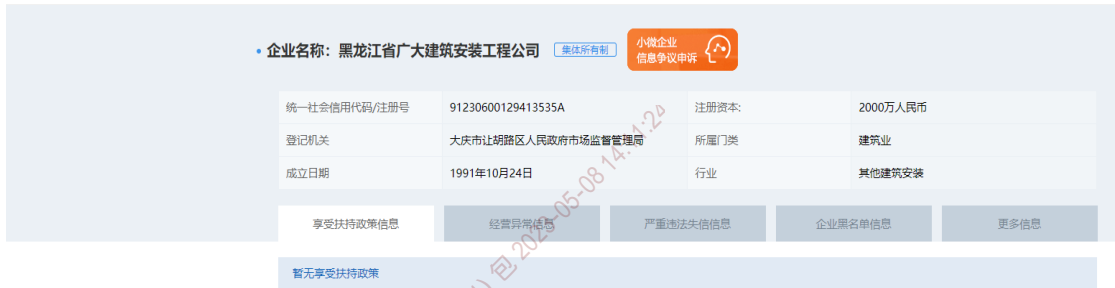 企业名称：黑龙江省广大建筑安装工程公司 集体所有制 小微企业
信息争议申诉
统一社会信用代码/注册号 91230600129413535A 注册资本: 2000万人民币
登记机关 大庆市让胡路区人民政府市场监督管理局 所属门类 建筑业
成立日期 1991年10月24日 行业 其他建筑安装
享受扶持政策信息 经营异常信息 严重违法失信信息 企业黑名单信息 更多信息
暂无享受扶持政策
包 2023-05-08 14:11:24